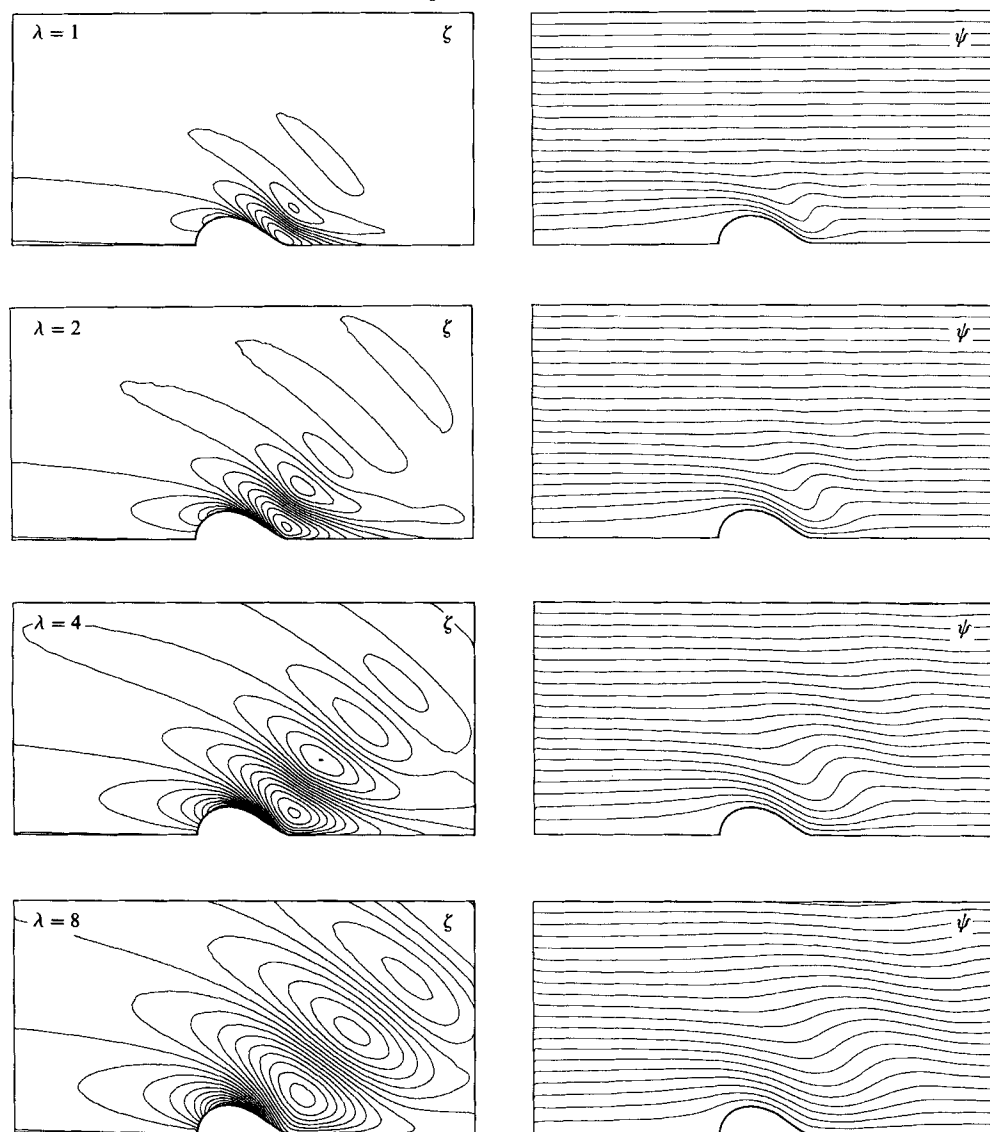 λ = 1 ζ ψ
λ = 2 ζ ψ
λ = 4 ζ ψ
λ = 8 ζ ψ